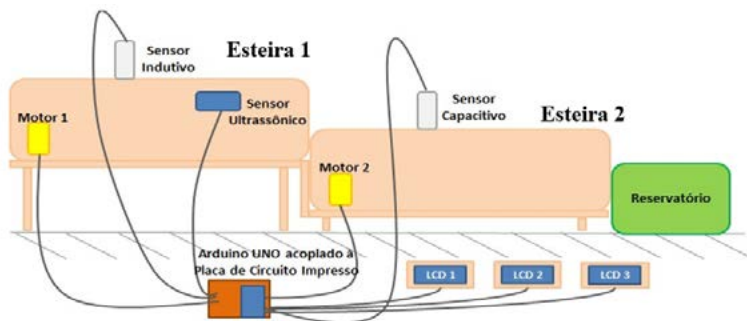 Sensor
Indutivo
Esteira 1
Motor 1
Sensor
Ultrassônico
Sensor
Capacitivo
Esteira 2
Motor 2
Reservatório
Arduino UNO acoplado à
Placa de Circuito Impresso
LCD 1
LCD 2
LCD 3